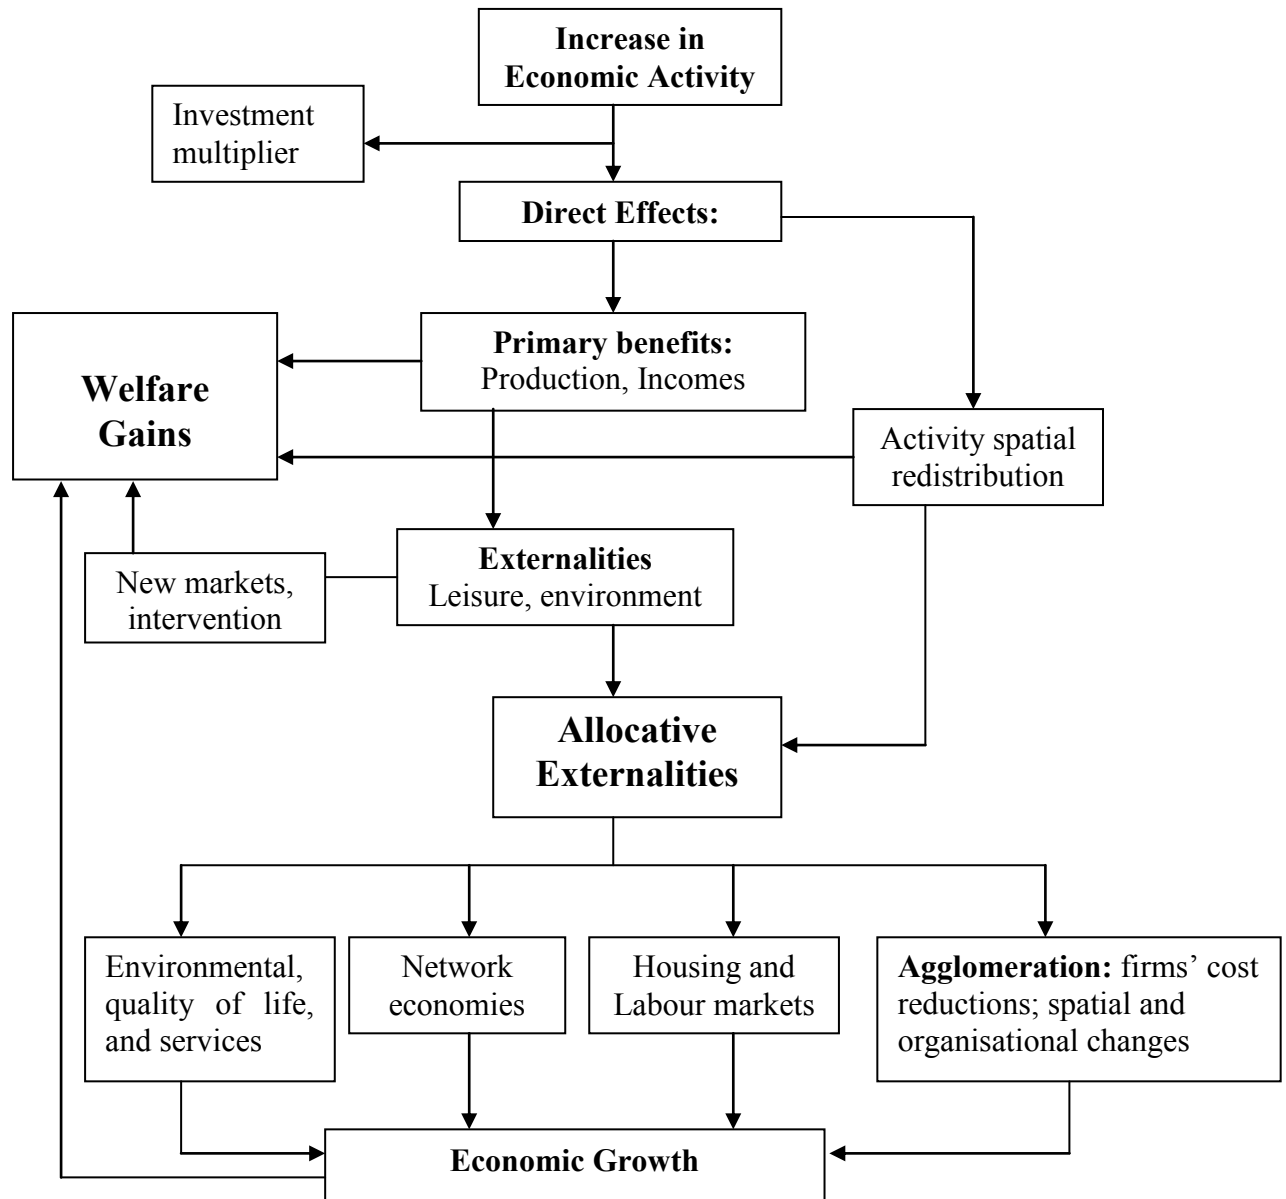 Increase in
Economic Activity
Investment
multiplier
Direct Effects:
Primary benefits:
Production, Incomes
Welfare
Gains
Activity spatial
redistribution
Externalities
Leisure, environment
New markets,
intervention
Allocative
Externalities
Environmental,
quality of life,
and services
Network
economies
Housing and
Labour markets
Agglomeration: firms’ cost
reductions; spatial and
organisational changes
Economic Growth